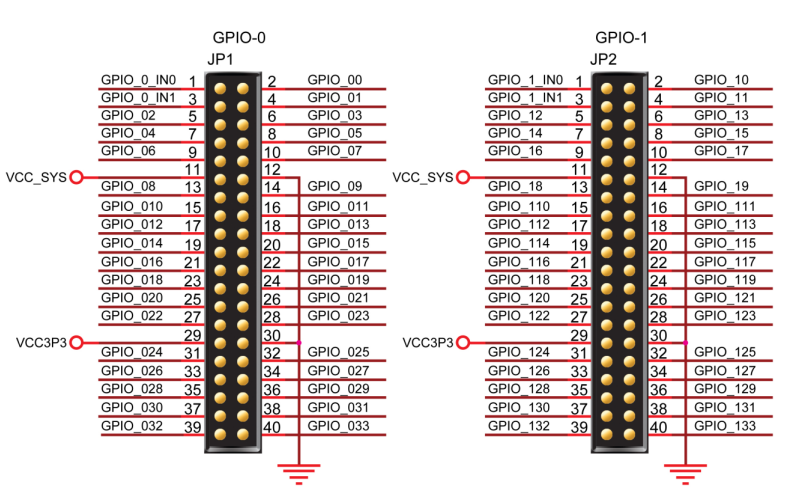 GPIO-0
JP1
GPIO_0_IN0 1 2 GPIO_00
GPIO_0_IN1 3 4 GPIO_01
GPIO_02 5 6 GPIO_03
GPIO_04 7 8 GPIO_05
GPIO_06 9 10 GPIO_07
VCC_SYS 11 12
GPIO_08 13 14 GPIO_09
GPIO_010 15 16 GPIO_011
GPIO_012 17 18 GPIO_013
GPIO_014 19 20 GPIO_015
GPIO_016 21 22 GPIO_017
GPIO_018 23 24 GPIO_019
GPIO_020 25 26 GPIO_021
GPIO_022 27 28 GPIO_023
VCC3P3 29 30
GPIO_024 31 32 GPIO_025
GPIO_026 33 34 GPIO_027
GPIO_028 35 36 GPIO_029
GPIO_030 37 38 GPIO_031
GPIO_032 39 40 GPIO_033
GPIO-1
JP2
GPIO_1_IN0 1 2 GPIO_10
GPIO_1_IN1 3 4 GPIO_11
GPIO_12 5 6 GPIO_13
GPIO_14 7 8 GPIO_15
GPIO_16 9 10 GPIO_17
VCC_SYS 11 12
GPIO_18 13 14 GPIO_19
GPIO_110 15 16 GPIO_111
GPIO_112 17 18 GPIO_113
GPIO_114 19 20 GPIO_115
GPIO_116 21 22 GPIO_117
GPIO_118 23 24 GPIO_119
GPIO_120 25 26 GPIO_121
GPIO_122 27 28 GPIO_123
VCC3P3 29 30
GPIO_124 31 32 GPIO_125
GPIO_126 33 34 GPIO_127
GPIO_128 35 36 GPIO_129
GPIO_130 37 38 GPIO_131
GPIO_132 39 40 GPIO_133